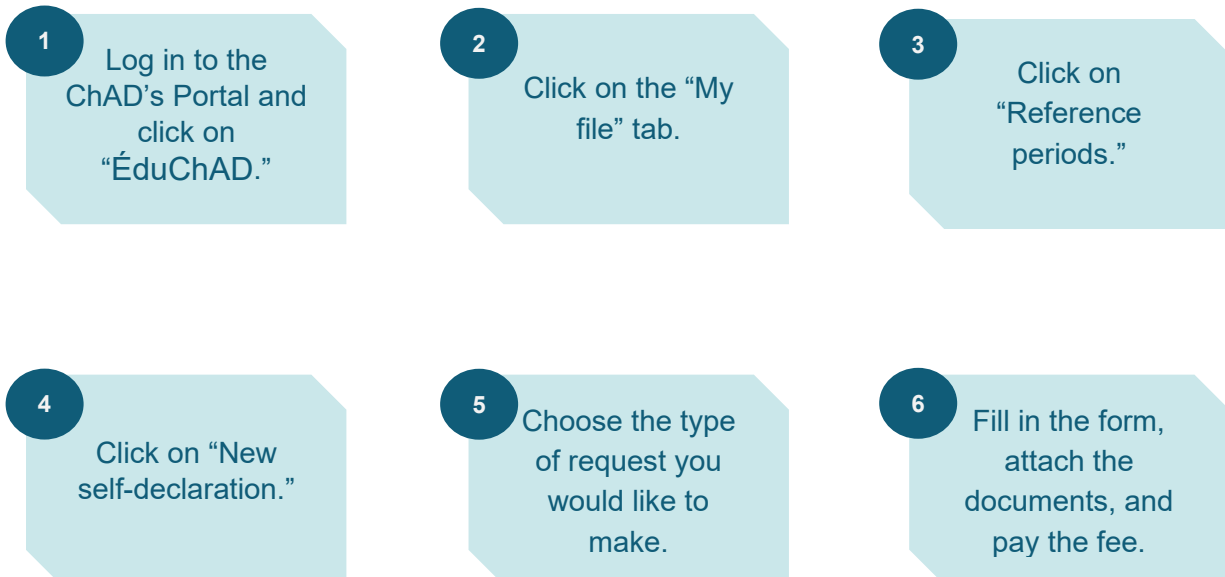 1
Log in to the
ChAD’s Portal and
click on
“ÉduChAD.”
2
Click on the “My
file” tab.
3
Click on
“Reference
periods.”
4
Click on “New
self-declaration.”
5
Choose the type
of request you
would like to
make.
6
Fill in the form,
attach the
documents, and
pay the fee.